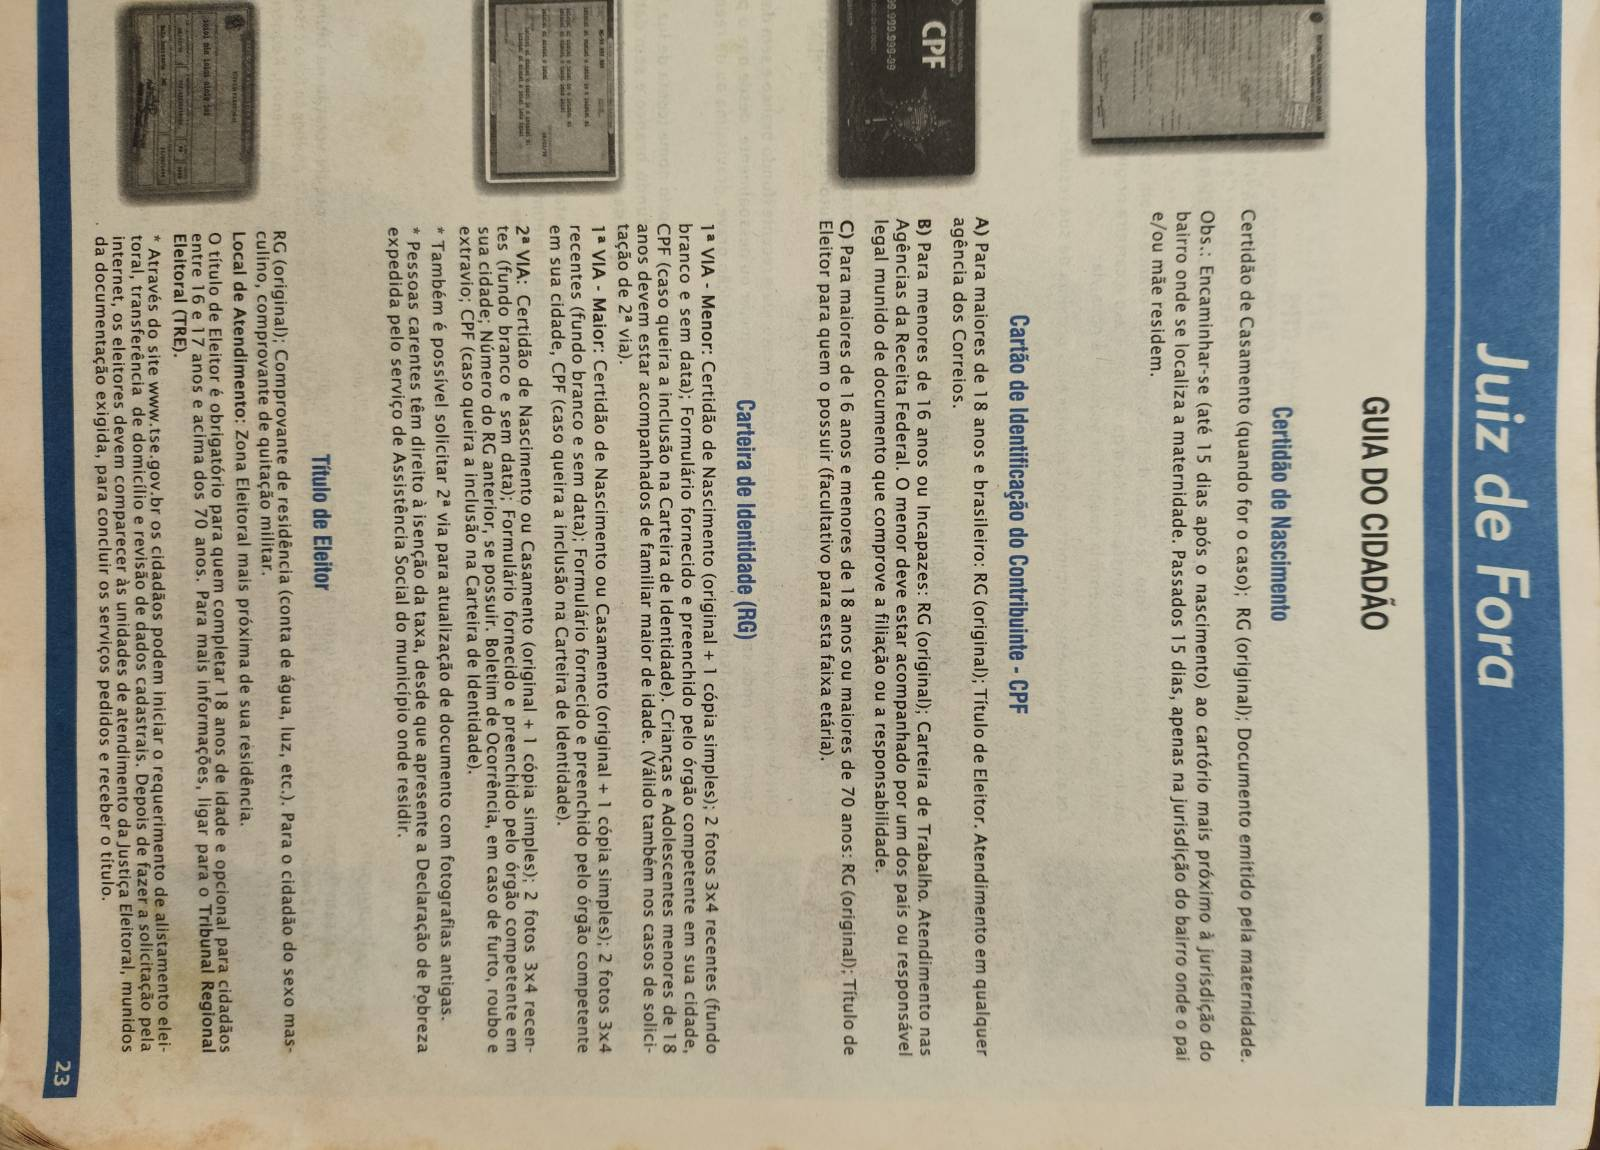 Juiz de Fora
GUIA DO CIDADÃO
Certidão de Nascimento
Certidão de Casamento (quando for o caso); RG (original); Documento emitido pela maternidade.
Obs.: Encaminhar-se (até 15 dias após o nascimento) ao cartório mais próximo à jurisdição do
bairro onde se localiza a maternidade. Passados 15 dias, apenas na jurisdição do bairro onde o pai
e/ou mãe residem.
Cartão de Identificação do Contribuinte - CPF
CPF
999.999.999-99
A) Para maiores de 18 anos e brasileiro: RG (original); Título de Eleitor. Atendimento em qualquer
agência dos Correios.
B) Para menores de 16 anos ou Incapazes: RG (original); Carteira de Trabalho. Atendimento nas
Agências da Receita Federal. O menor deve estar acompanhado por um dos pais ou responsável
legal munido de documento que comprove a filiação ou a responsabilidade.
C) Para maiores de 16 anos e menores de 18 anos ou maiores de 70 anos: RG (original); Título de
Eleitor para quem o possuir (facultativo para esta faixa etária).
Carteira de Identidade (RG)
1ª VIA - Menor: Certidão de Nascimento (original + 1 cópia simples); 2 fotos 3x4 recentes (fundo
branco e sem data); Formulário fornecido e preenchido pelo órgão competente em sua cidade,
CPF (caso queira a inclusão na Carteira de Identidade). Crianças e Adolescentes menores de 18
anos devem estar acompanhados de familiar maior de idade. (Válido também nos casos de solici-
tação de 2ª via).
1ª VIA - Maior: Certidão de Nascimento ou Casamento (original + 1 cópia simples); 2 fotos 3x4
recentes (fundo branco e sem data); Formulário fornecido e preenchido pelo órgão competente
em sua cidade, CPF (caso queira a inclusão na Carteira de Identidade).
2ª VIA: Certidão de Nascimento ou Casamento (original + 1 cópia simples); 2 fotos 3x4 recen-
tes (fundo branco e sem data); Formulário fornecido e preenchido pelo órgão competente em
sua cidade; Número do RG anterior, se possuir. Boletim de Ocorrência, em caso de furto, roubo e
extravio; CPF (caso queira a inclusão na Carteira de Identidade).
* Também é possível solicitar 2ª via para atualização de documento com fotografias antigas.
* Pessoas carentes têm direito à isenção da taxa, desde que apresente a Declaração de Pobreza
expedida pelo serviço de Assistência Social do município onde residir.
Título de Eleitor
RG (original); Comprovante de residência (conta de água, luz, etc.). Para o cidadão do sexo mas-
culino, comprovante de quitação militar.
Local de Atendimento: Zona Eleitoral mais próxima de sua residência.
O título de Eleitor é obrigatório para quem completar 18 anos de idade e opcional para cidadãos
entre 16 e 17 anos e acima dos 70 anos. Para mais informações, ligar para o Tribunal Regional
Eleitoral (TRE).
* Através do site www.tse.gov.br os cidadãos podem iniciar o requerimento de alistamento elei-
toral, transferência de domicílio e revisão de dados cadastrais. Depois de fazer a solicitação pela
internet, os eleitores devem comparecer às unidades de atendimento da Justiça Eleitoral, munidos
da documentação exigida, para concluir os serviços pedidos e receber o título.
23